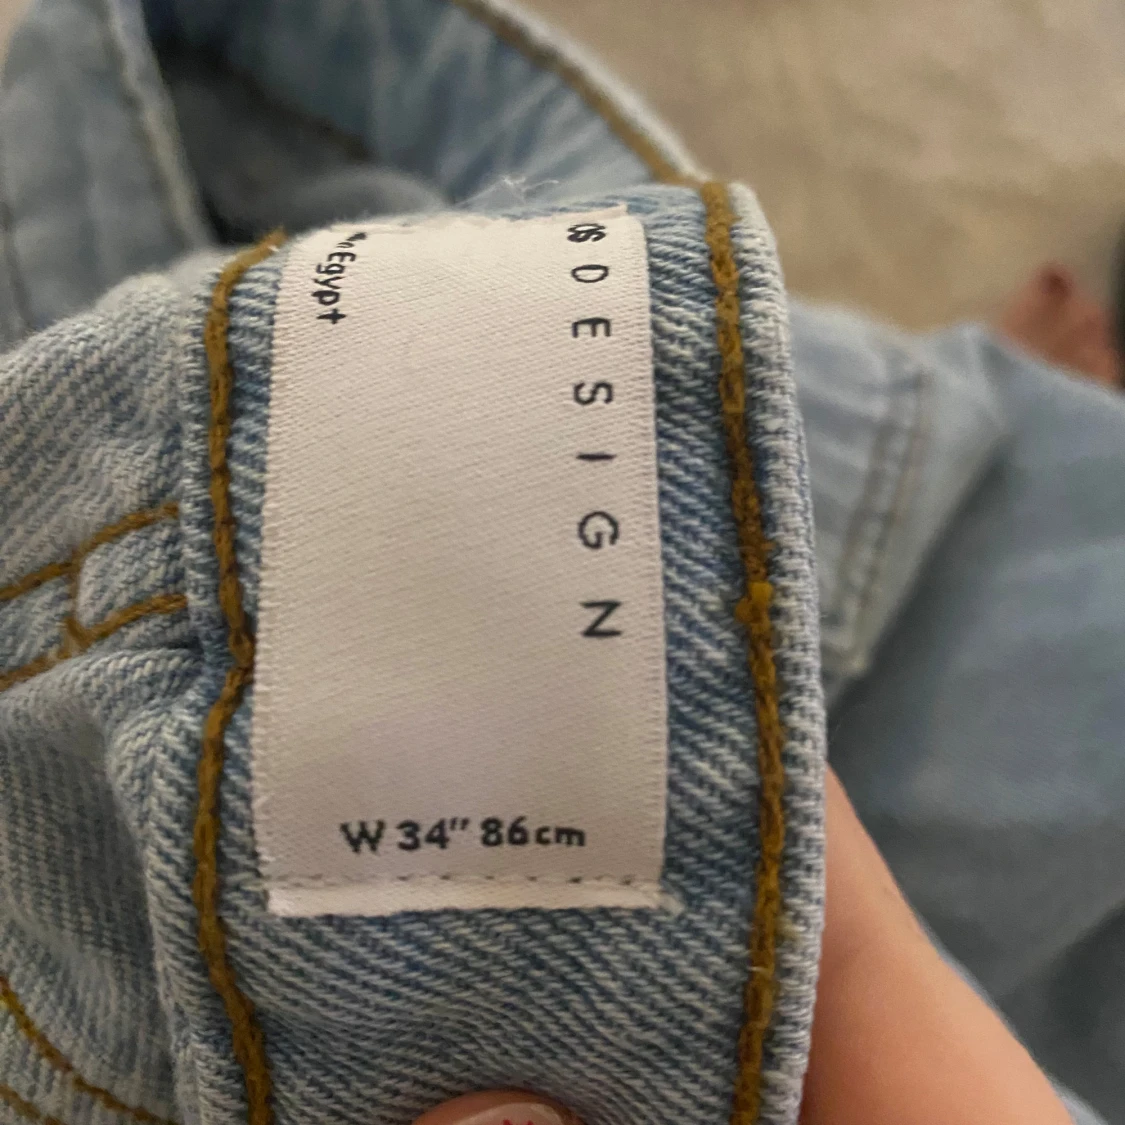 DESIGN
Egypt
W 34" 86cm